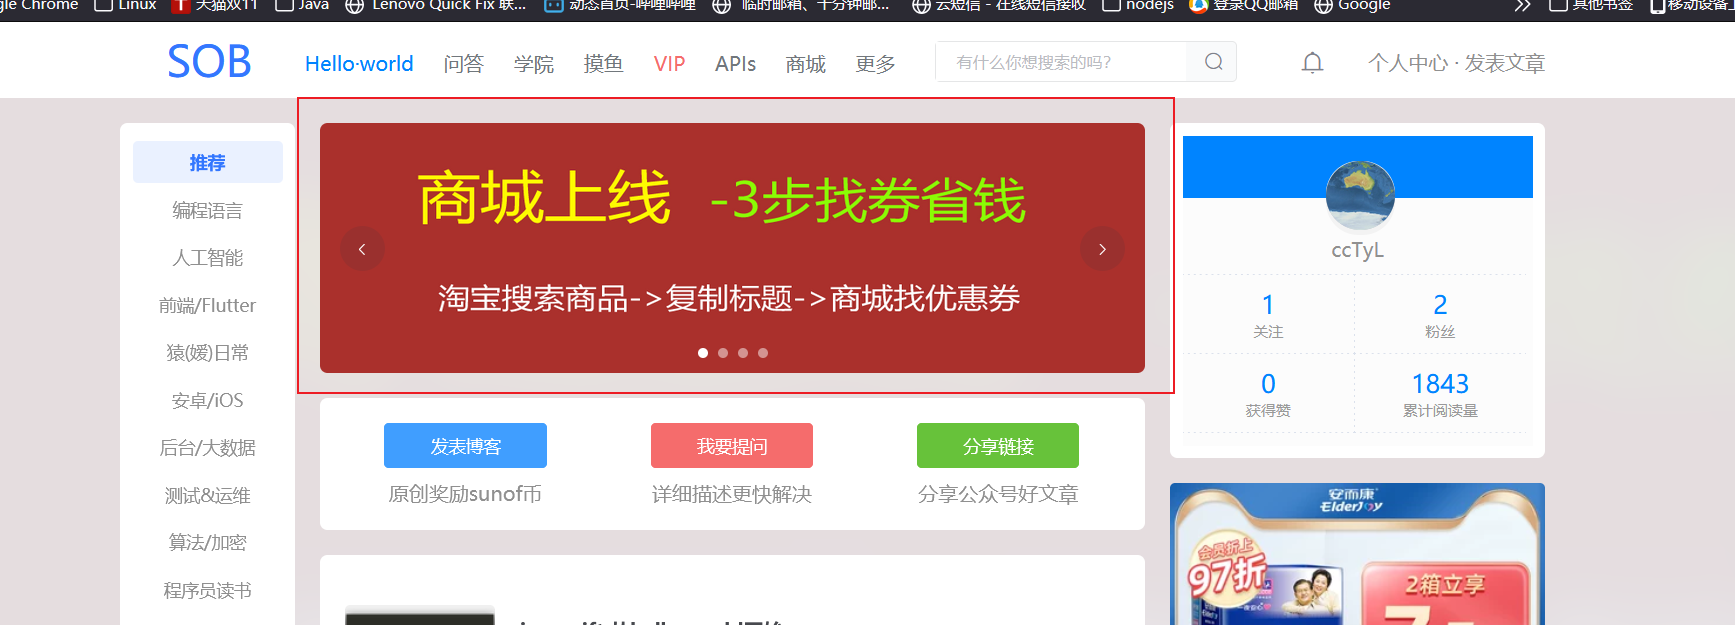 gle Chrome Linux 天猫双11 Java Lenovo Quick Fix 联... 动态首页-哔哩哔哩 临时邮箱、十分钟邮... 云短信 - 在线短信接收 nodejs 登录QQ邮箱 Google 其他书签 移动设备上
SOB Hello·world 问答 学院 摸鱼 VIP APIs 商城 更多 有什么你想搜索的吗? 个人中心 · 发表文章
推荐
编程语言
人工智能
前端/Flutter
猿(媛)日常
安卓/iOS
后台/大数据
测试&运维
算法/加密
程序员读书
商城上线 -3步找券省钱
淘宝搜索商品->复制标题->商城找优惠券
发表博客 我要提问 分享链接
原创奖励sunof币 详细描述更快解决 分享公众号好文章
ccTyL
1 2
关注 粉丝
0 1843
获得赞 累计阅读量
安而康
ElderJoy
会员折上
97折
2箱立享